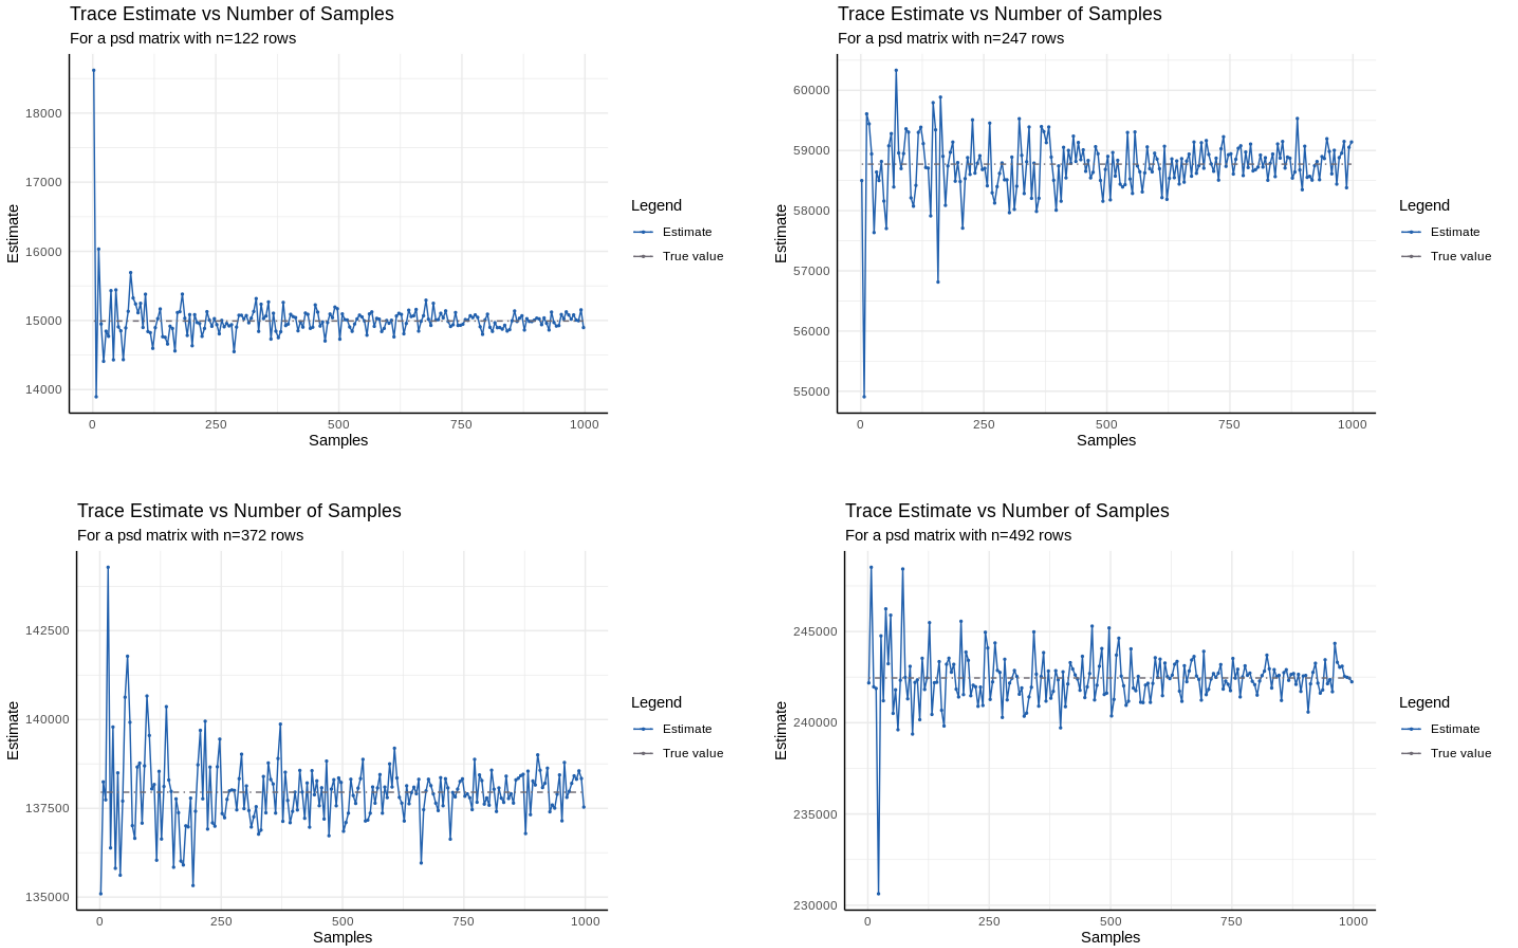 Trace Estimate vs Number of Samples
For a psd matrix with n=122 rows
Estimate
18000
17000
16000
15000
14000
0 250 500 750 1000
Samples
Legend
Estimate
True value
Trace Estimate vs Number of Samples
For a psd matrix with n=247 rows
Estimate
60000
59000
58000
57000
56000
55000
0 250 500 750 1000
Samples
Legend
Estimate
True value
Trace Estimate vs Number of Samples
For a psd matrix with n=372 rows
Estimate
142500
140000
137500
135000
0 250 500 750 1000
Samples
Legend
Estimate
True value
Trace Estimate vs Number of Samples
For a psd matrix with n=492 rows
Estimate
245000
240000
235000
230000
0 250 500 750 1000
Samples
Legend
Estimate
True value